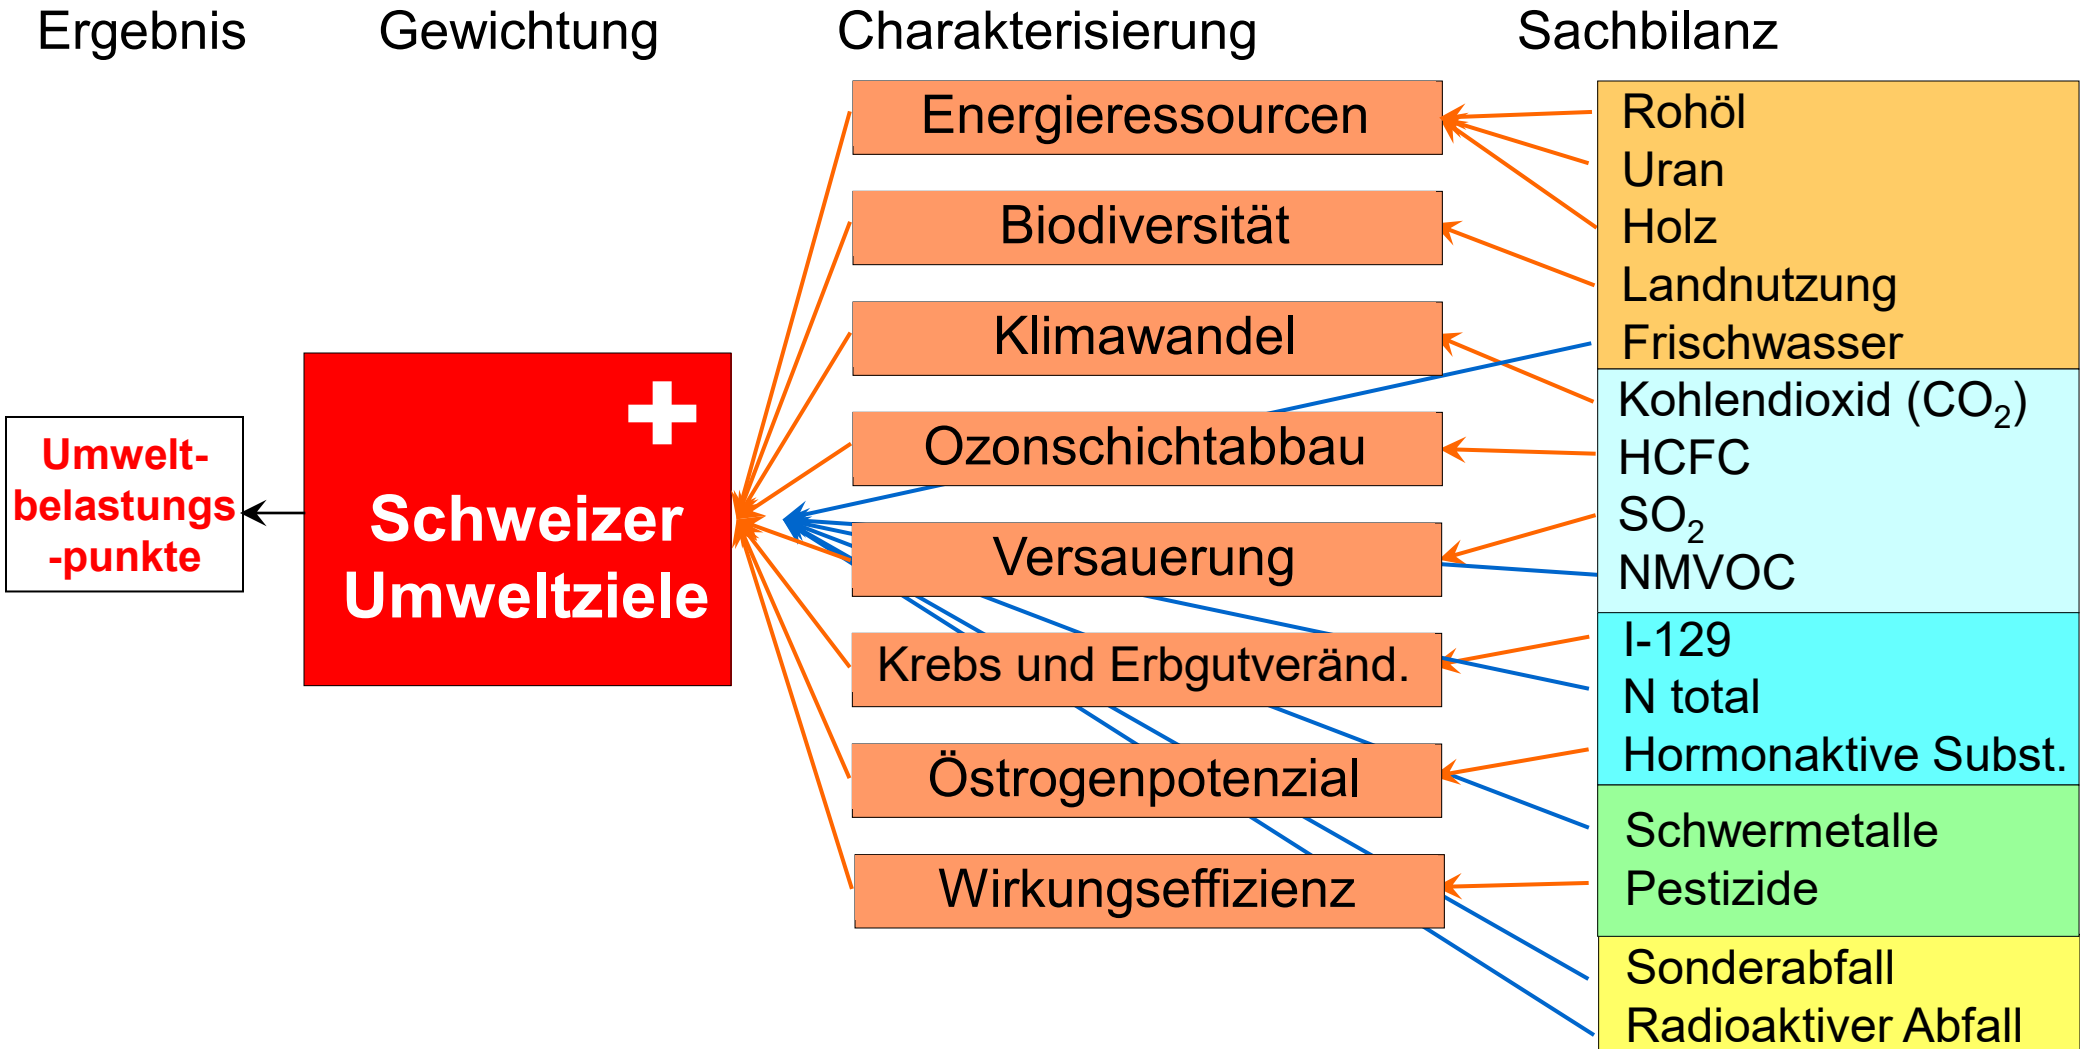 Ergebnis
Gewichtung
Charakterisierung
Sachbilanz
Umwelt-
belastungs
-punkte
Schweizer
Umweltziele
Energieressourcen
Biodiversität
Klimawandel
Ozonschichtabbau
Versauerung
Krebs und Erbgutveränd.
Östrogenpotenzial
Wirkungseffizienz
Rohöl
Uran
Holz
Landnutzung
Frischwasser
Kohlendioxid (CO₂)
HCFC
SO₂
NMVOC
I-129
N total
Hormonaktive Subst.
Schwermetalle
Pestizide
Sonderabfall
Radioaktiver Abfall